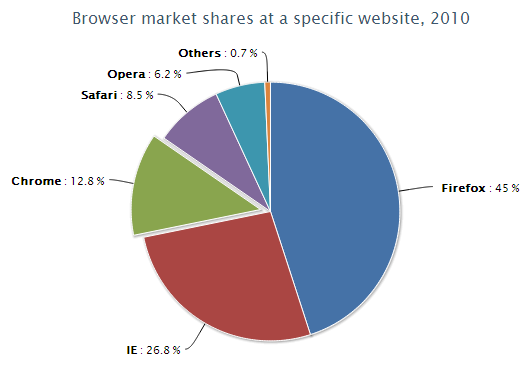 Browser market shares at a specific website, 2010
Others : 0.7 %
Opera : 6.2 %
Safari : 8.5 %
Chrome : 12.8 %
Firefox : 45 %
IE : 26.8 %